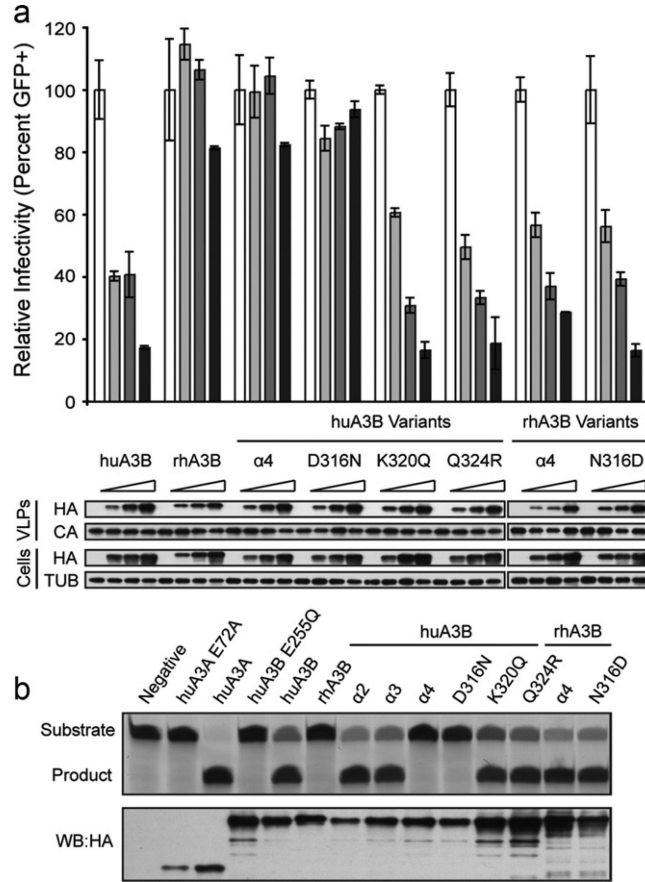 a
120
100
80
60
40
20
0
Relative Infectivity (Percent GFP+)
huA3B Variants rhA3B Variants
huA3B rhA3B α4 D316N K320Q Q324R α4 N316D
VLPs
HA
CA
Cells
HA
TUB
b
huA3B rhA3B
Negative huA3A E72A huA3A huA3B E255Q huA3B rhA3B α2 α3 α4 D316N K320Q Q324R α4 N316D
Substrate
Product
WB:HA